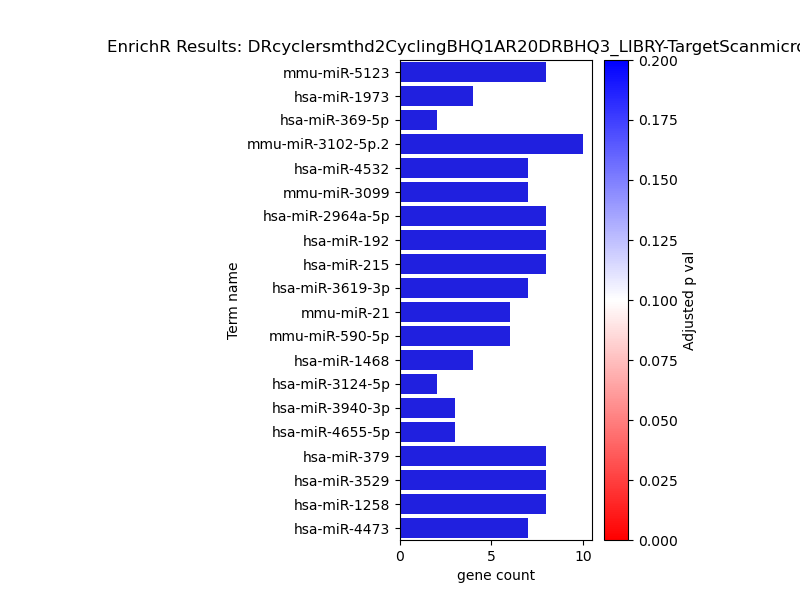 EnrichR Results: DRcyclersmthd2CyclingBHQ1AR20DRBHQ3_LIBRY-TargetScanmicro
mmu-miR-5123
hsa-miR-1973
hsa-miR-369-5p
mmu-miR-3102-5p.2
hsa-miR-4532
mmu-miR-3099
hsa-miR-2964a-5p
hsa-miR-192
hsa-miR-215
hsa-miR-3619-3p
mmu-miR-21
mmu-miR-590-5p
hsa-miR-1468
hsa-miR-3124-5p
hsa-miR-3940-3p
hsa-miR-4655-5p
hsa-miR-379
hsa-miR-3529
hsa-miR-1258
hsa-miR-4473
Term name
0 5 10
gene count
0.200
0.175
0.150
0.125
0.100
0.075
0.050
0.025
0.000
Adjusted p val